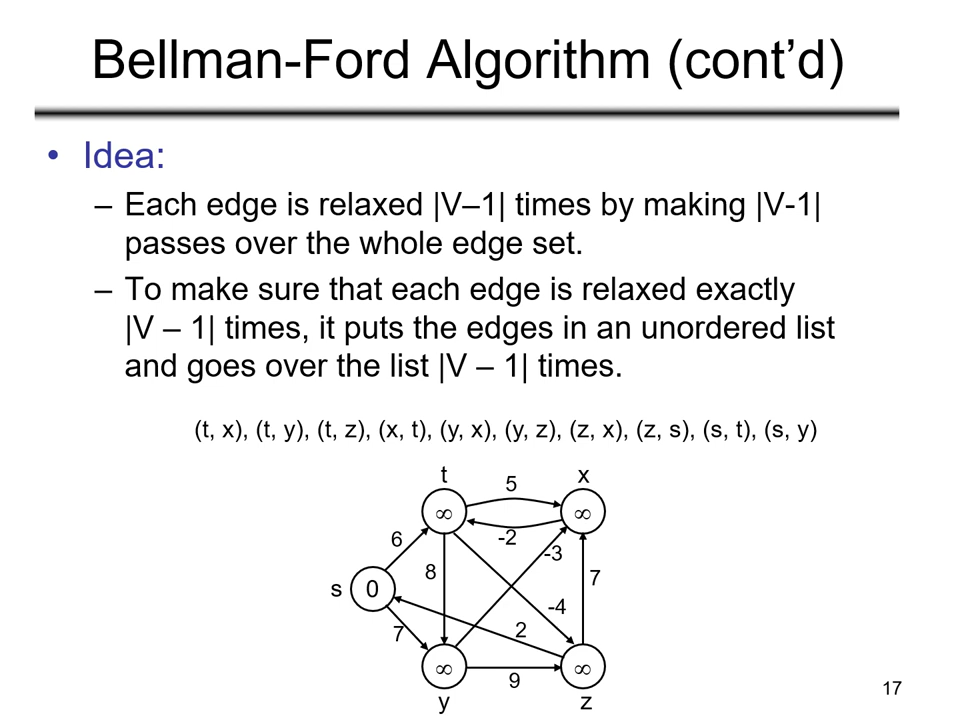 Bellman-Ford Algorithm (cont’d)
• Idea:
– Each edge is relaxed |V–1| times by making |V-1|
passes over the whole edge set.
– To make sure that each edge is relaxed exactly
|V – 1| times, it puts the edges in an unordered list
and goes over the list |V – 1| times.
(t, x), (t, y), (t, z), (x, t), (y, x), (y, z), (z, x), (z, s), (s, t), (s, y)
t 5 x
∞ ∞
6 -2 -3
8 7
s 0
-4
7 2
∞ ∞
9
y z
17